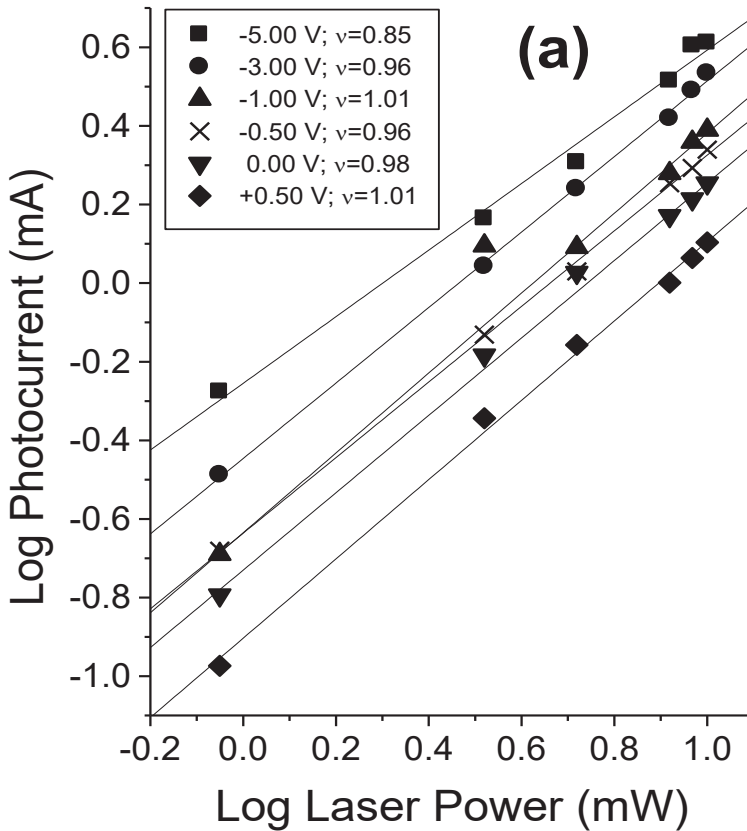 (a)
-5.00 V; ν=0.85
-3.00 V; ν=0.96
-1.00 V; ν=1.01
-0.50 V; ν=0.96
0.00 V; ν=0.98
+0.50 V; ν=1.01
Log Photocurrent (mA)
0.6
0.4
0.2
0.0
-0.2
-0.4
-0.6
-0.8
-1.0
-0.2 0.0 0.2 0.4 0.6 0.8 1.0
Log Laser Power (mW)